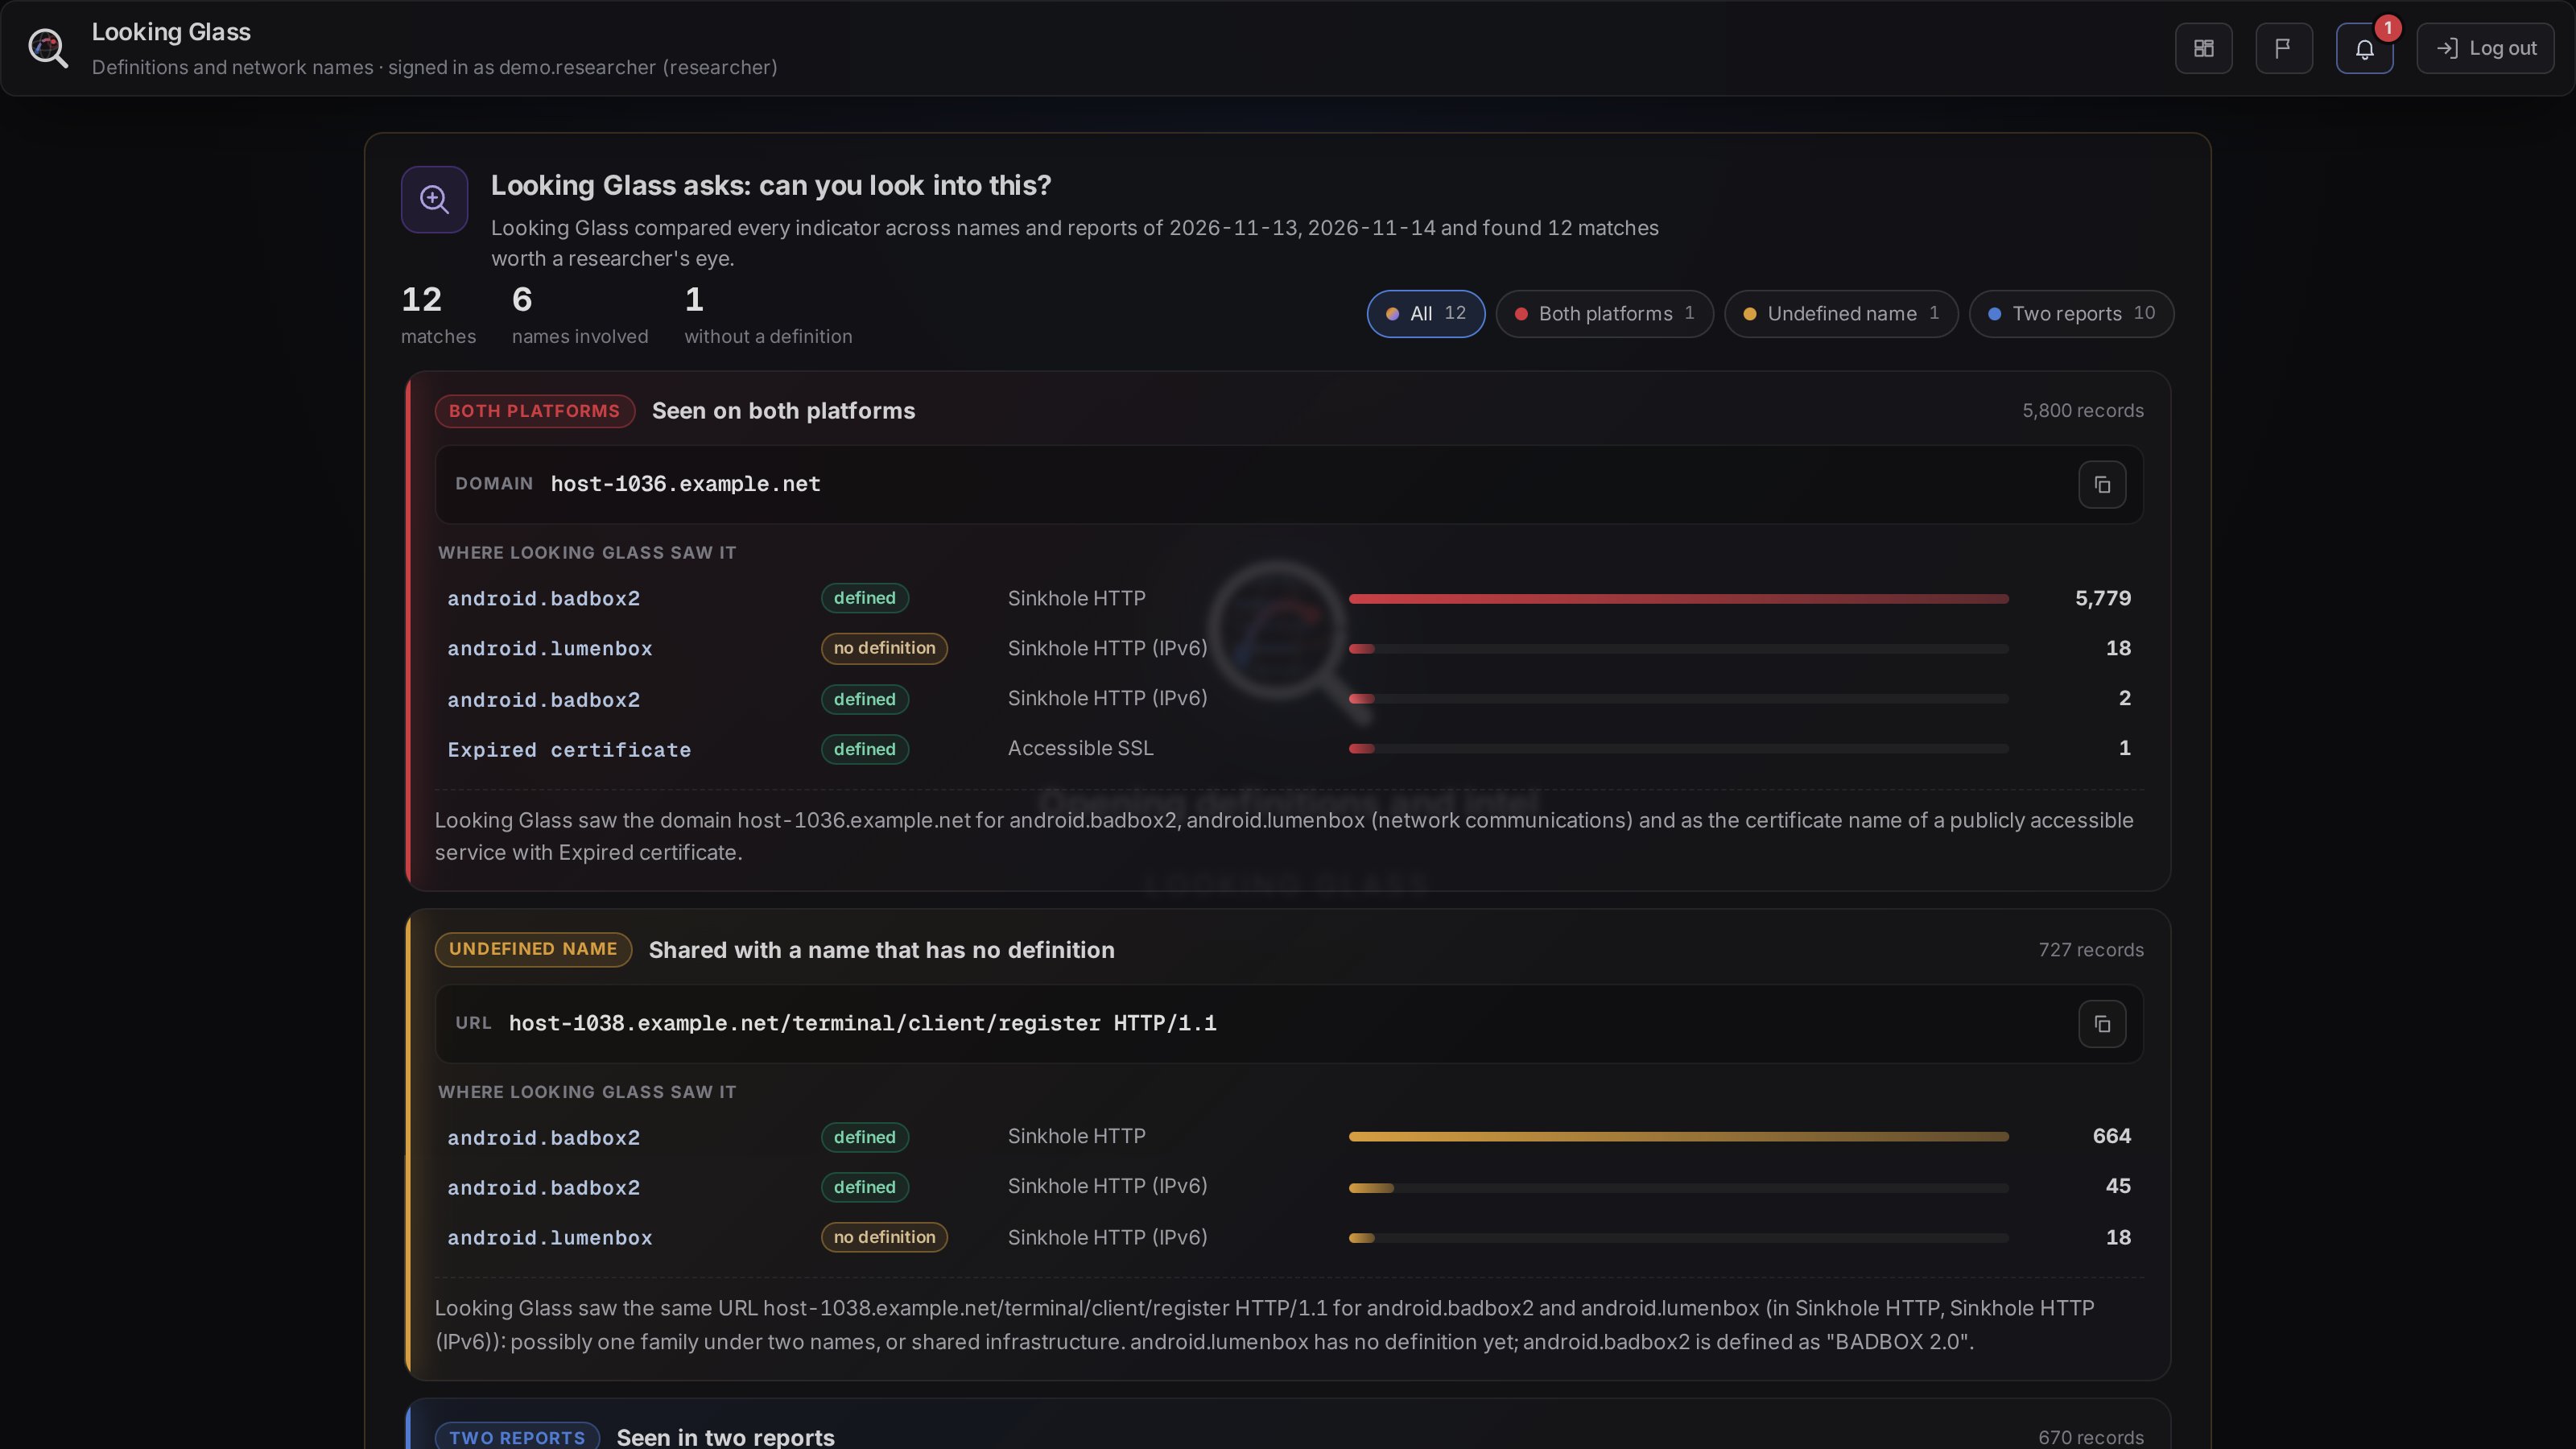 Looking Glass
Definitions and network names · signed in as demo.researcher (researcher)
1
Log out
Looking Glass asks: can you look into this?
Looking Glass compared every indicator across names and reports of 2026-11-13, 2026-11-14 and found 12 matches
worth a researcher's eye.
12 6 1
matches names involved without a definition
All 12 Both platforms 1 Undefined name 1 Two reports 10
BOTH PLATFORMS Seen on both platforms 5,800 records
DOMAIN host-1036.example.net
WHERE LOOKING GLASS SAW IT
android.badbox2 defined Sinkhole HTTP 5,779
android.lumenbox no definition Sinkhole HTTP (IPv6) 18
android.badbox2 defined Sinkhole HTTP (IPv6) 2
Expired certificate defined Accessible SSL 1
Opening definitions and intel
Looking Glass saw the domain host-1036.example.net for android.badbox2, android.lumenbox (network communications) and as the certificate name of a publicly accessible
service with Expired certificate.
LOOKING GLASS
UNDEFINED NAME Shared with a name that has no definition 727 records
URL host-1038.example.net/terminal/client/register HTTP/1.1
WHERE LOOKING GLASS SAW IT
android.badbox2 defined Sinkhole HTTP 664
android.badbox2 defined Sinkhole HTTP (IPv6) 45
android.lumenbox no definition Sinkhole HTTP (IPv6) 18
Looking Glass saw the same URL host-1038.example.net/terminal/client/register HTTP/1.1 for android.badbox2 and android.lumenbox (in Sinkhole HTTP, Sinkhole HTTP
(IPv6)): possibly one family under two names, or shared infrastructure. android.lumenbox has no definition yet; android.badbox2 is defined as "BADBOX 2.0".
TWO REPORTS Seen in two reports 670 records